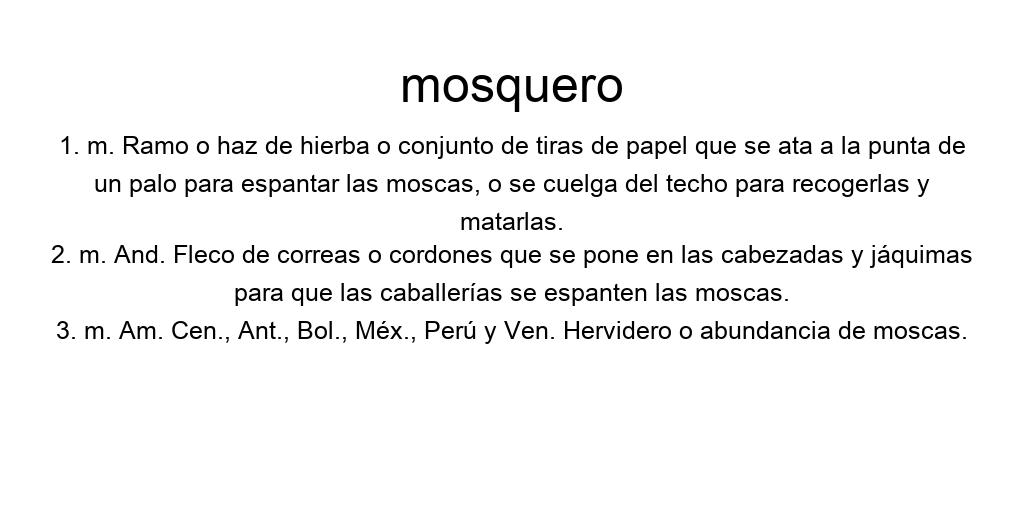 mosquero
1. m. Ramo o haz de hierba o conjunto de tiras de papel que se ata a la punta de
un palo para espantar las moscas, o se cuelga del techo para recogerlas y
matarlas.
2. m. And. Fleco de correas o cordones que se pone en las cabezadas y jáquimas
para que las caballerías se espanten las moscas.
3. m. Am. Cen., Ant., Bol., Méx., Perú y Ven. Hervidero o abundancia de moscas.